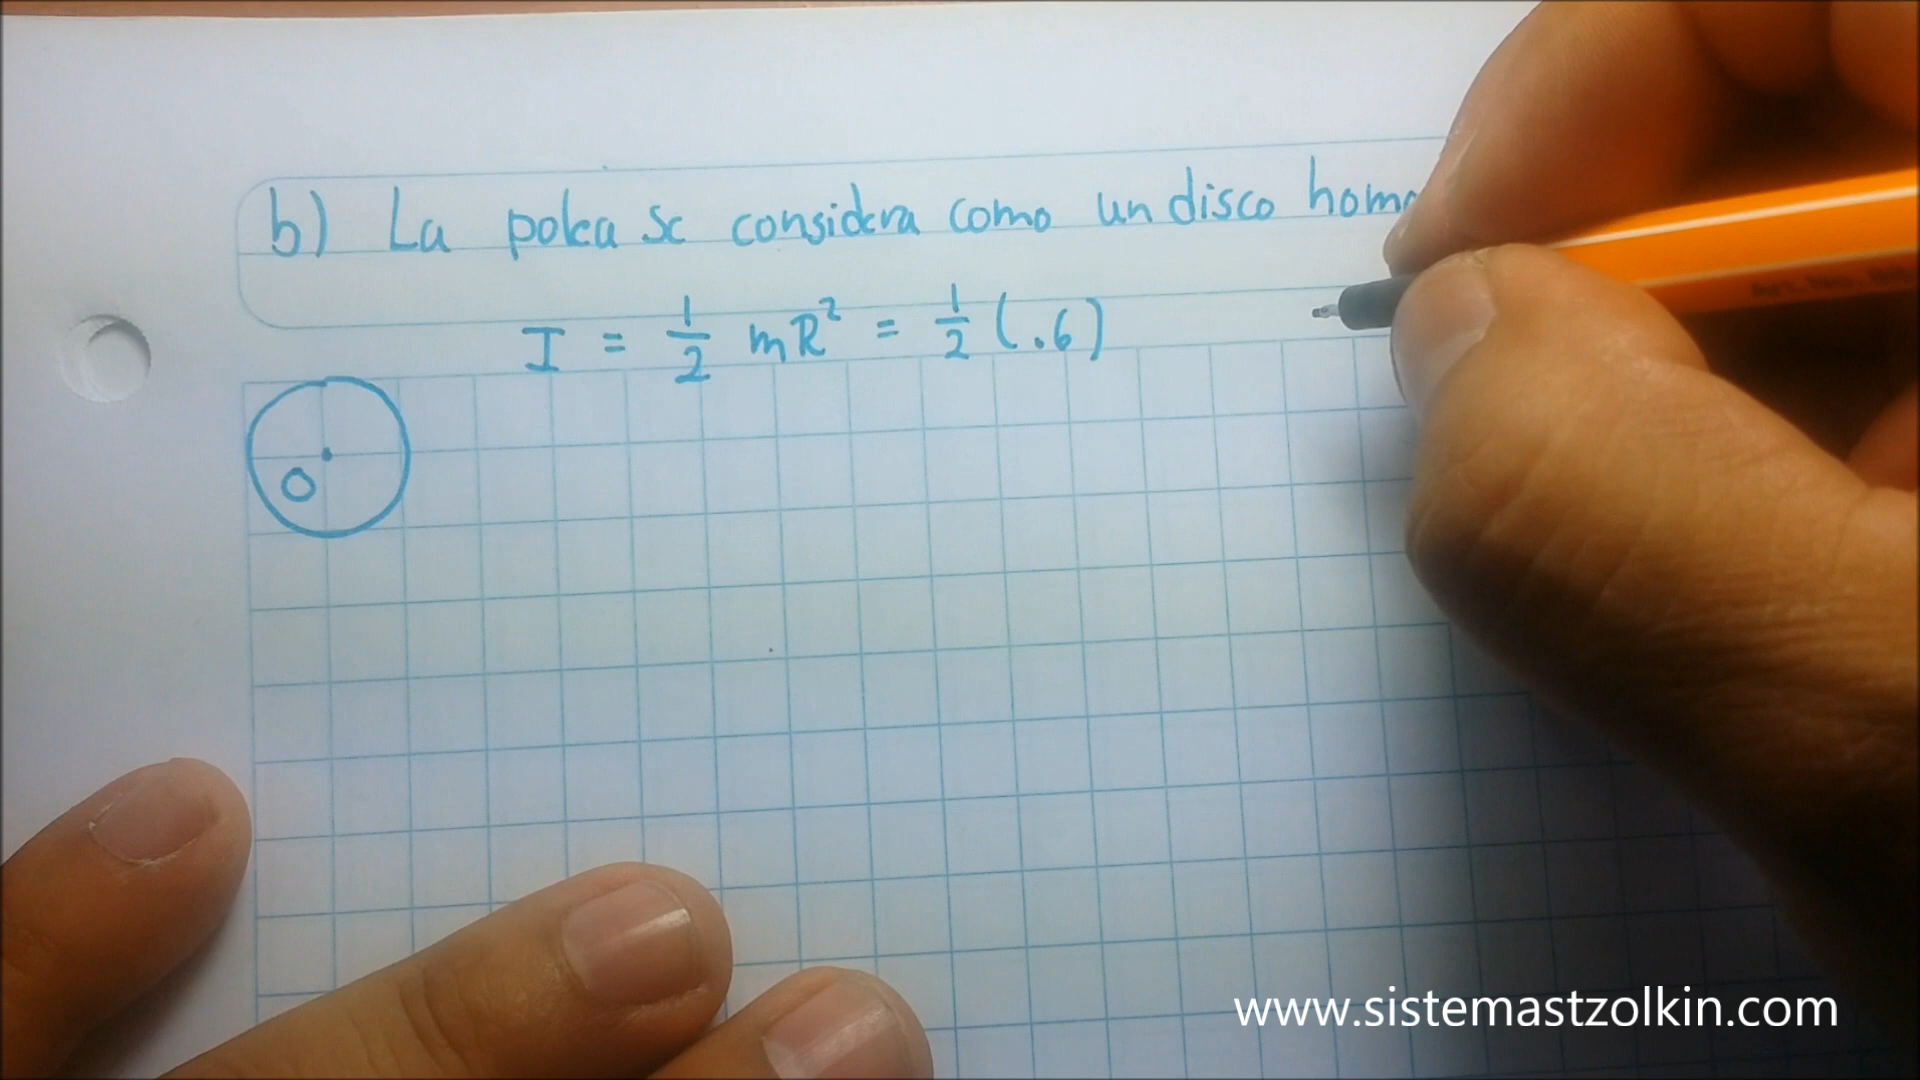 b) La polea se considera como un disco homo
I = 1/2 mR² = 1/2 (.6)
O
www.sistemastzolkin.com